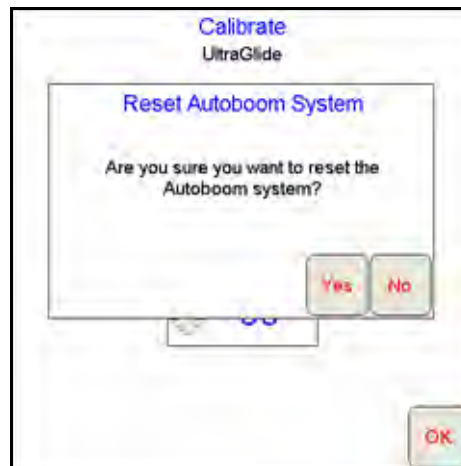 Calibrate
UltraGlide
Reset Autoboom System
Are you sure you want to reset the
Autoboom system?
Yes No
OK